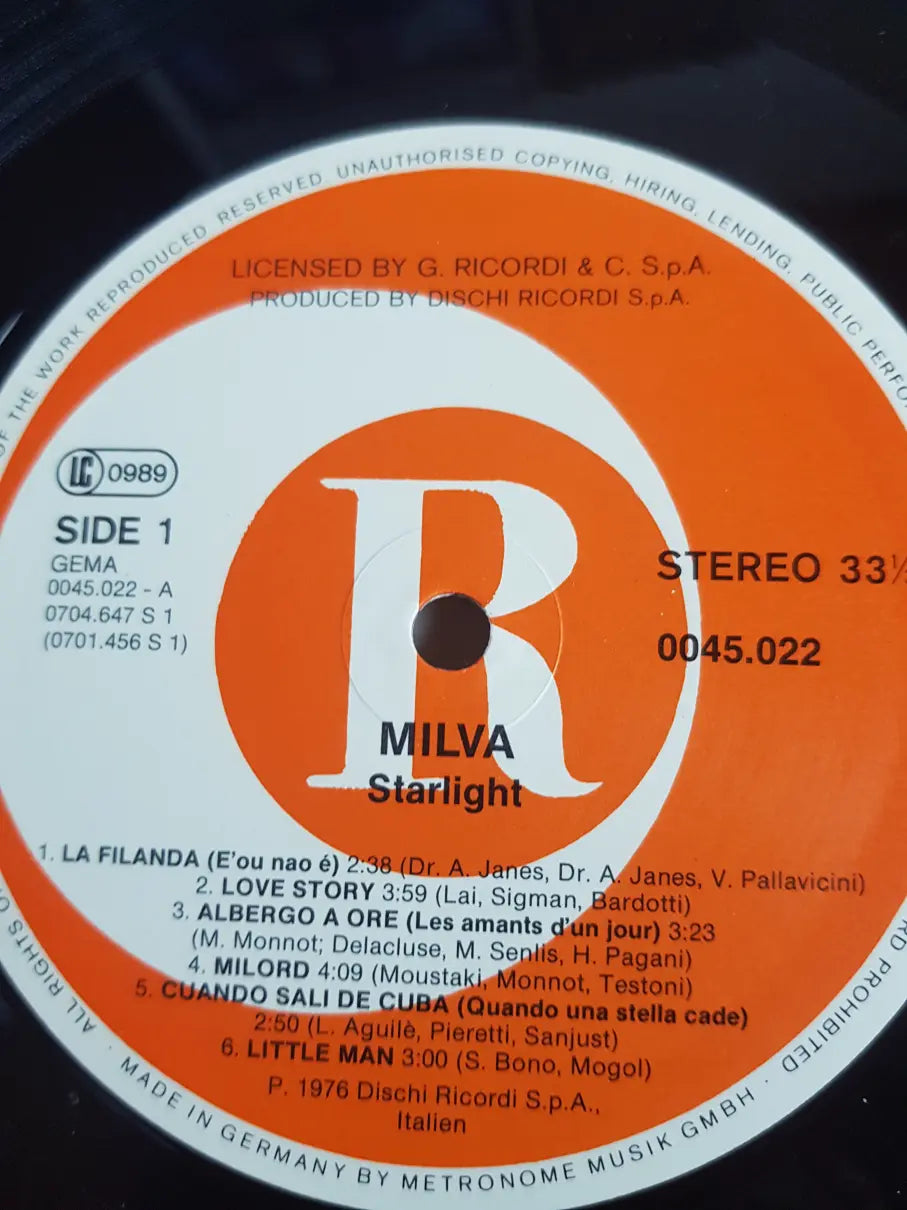 OF THE WORK REPRODUCED RESERVED UNAUTHORISED COPYING, HIRING, LENDING, PUBLIC
LICENSED BY G. RICORDI & C. S.p.A.
PRODUCED BY DISCHI RICORDI S.p.A.
LC 0989
SIDE 1
GEMA
0045.022 - A
0704.647 S 1
(0701.456 S 1)
STEREO 33⅓
0045.022
R
MILVA
Starlight
1. LA FILANDA (E'ou nao é) 2:38 (Dr. A. Janes, Dr. A. Janes, V. Pallavicini)
2. LOVE STORY 3:59 (Lai, Sigman, Bardotti)
3. ALBERGO A ORE (Les amants d'un jour) 3:23
(M. Monnot; Delacluse, M. Senlis, H. Pagani)
4. MILORD 4:09 (Moustaki, Monnot, Testoni)
5. CUANDO SALI DE CUBA (Quando una stella cade)
2:50 (L. Aguilè, Pieretti, Sanjust)
6. LITTLE MAN 3:00 (S. Bono, Mogol)
P. 1976 Dischi Ricordi S.p.A.,
Italien
ALL RIGHTS · MADE IN GERMANY BY METRONOME MUSIK GMBH · PROHIBITED